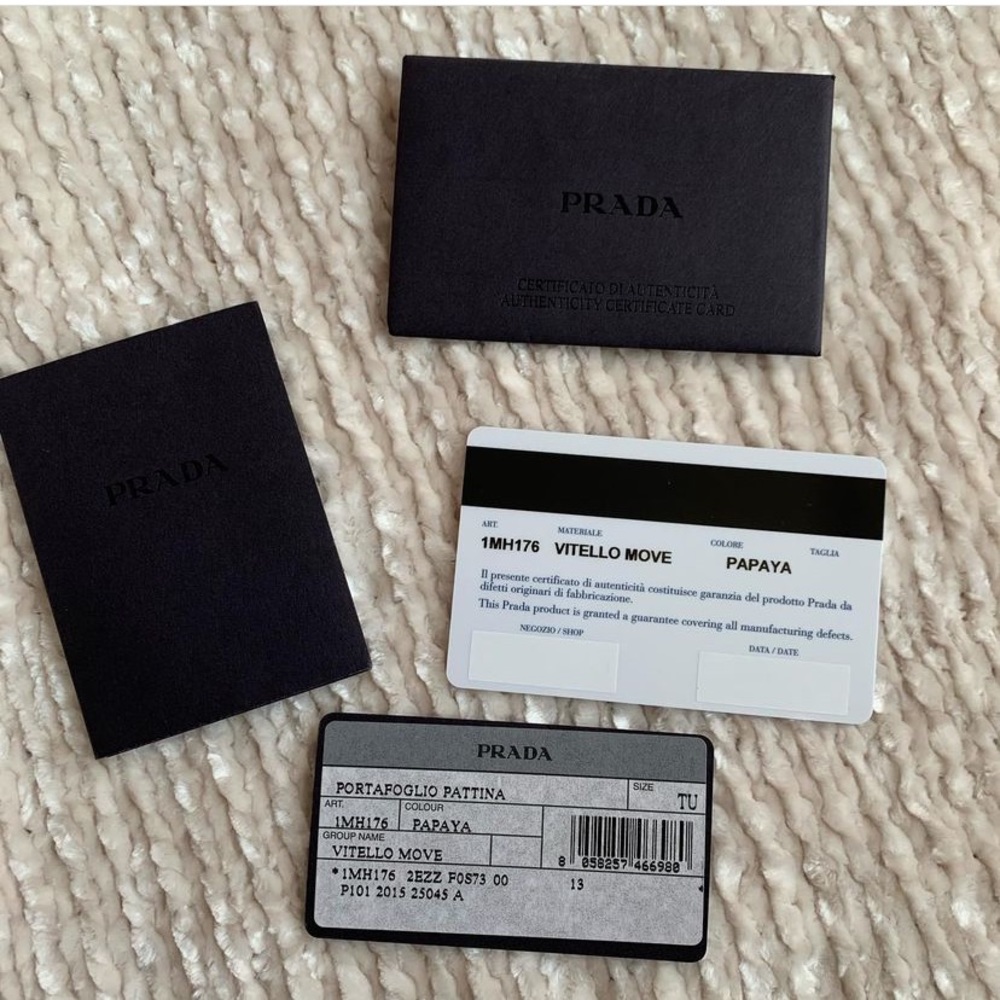 PRADA
CERTIFICATO DI AUTENTICITÀ
AUTHENTICITY CERTIFICATE CARD
PRADA
ART. MATERIALE COLORE TAGLIA
1MH176 VITELLO MOVE PAPAYA
Il presente certificato di autenticità costituisce garanzia del prodotto Prada da
difetti originari di fabbricazione.
This Prada product is granted a guarantee covering all manufacturing defects.
NEGOZIO / SHOP DATA / DATE
PRADA
PORTAFOGLIO PATTINA SIZE TU
ART. COLOUR
1MH176 PAPAYA
GROUP NAME
VITELLO MOVE
8 058257 466980
*1MH176 2EZZ F0S73 00 13
P101 2015 25045 A